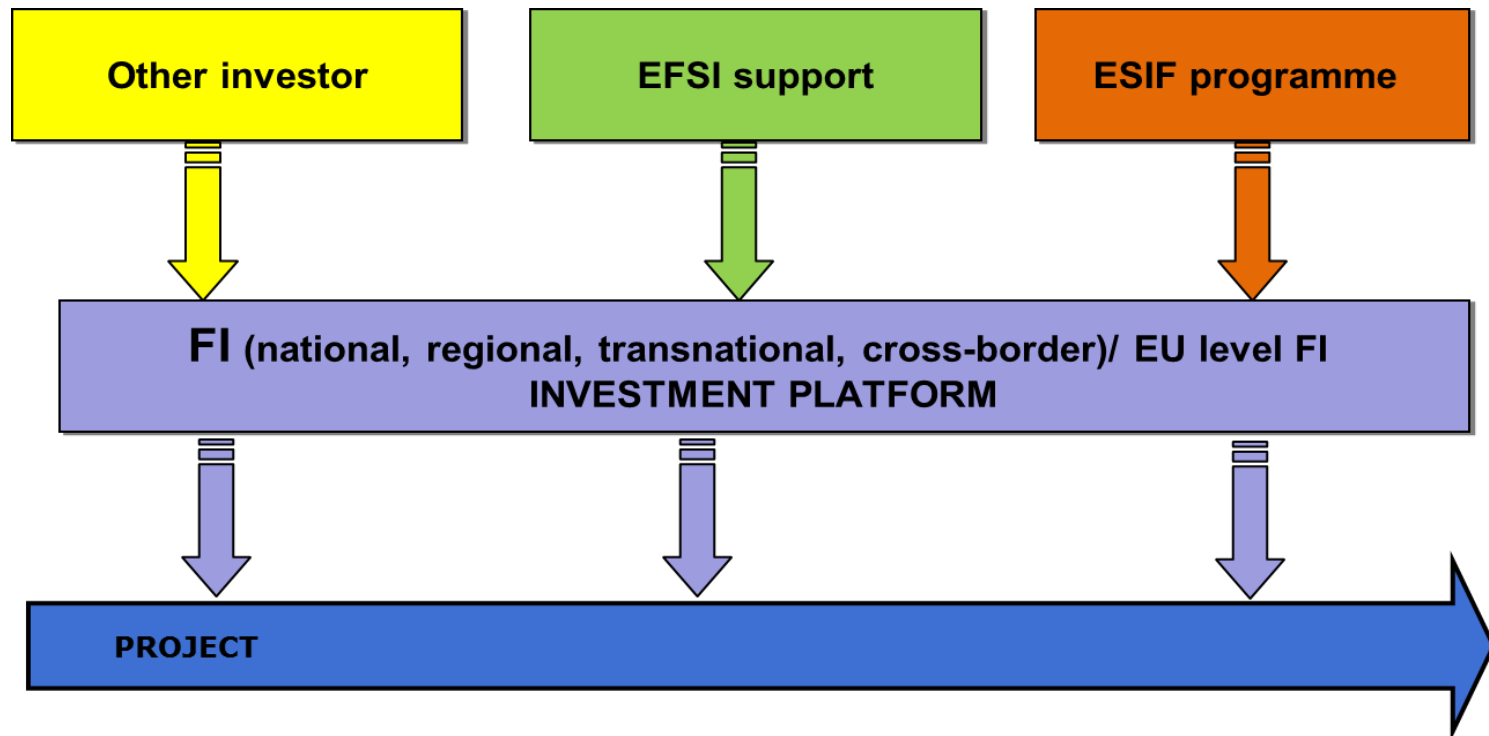 Other investor
EFSI support
ESIF programme
FI (national, regional, transnational, cross-border)/ EU level FI
INVESTMENT PLATFORM
PROJECT